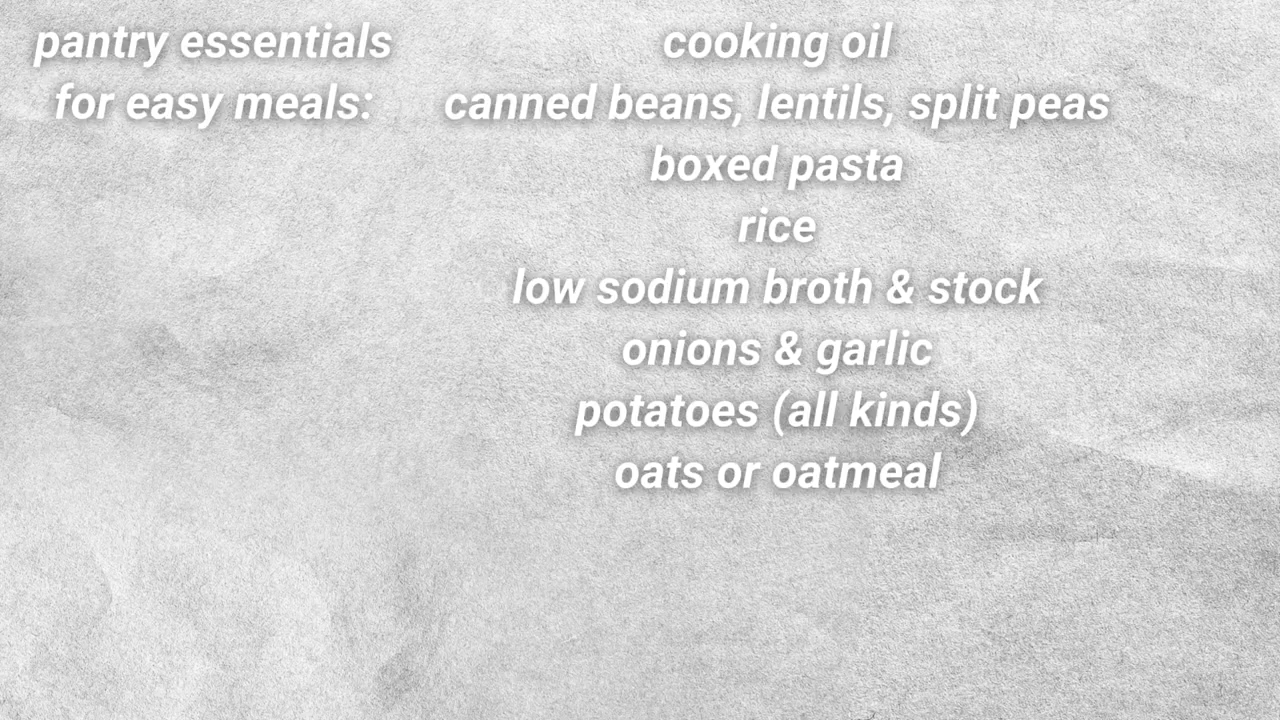 pantry essentials
for easy meals:
cooking oil
canned beans, lentils, split peas
boxed pasta
rice
low sodium broth & stock
onions & garlic
potatoes (all kinds)
oats or oatmeal